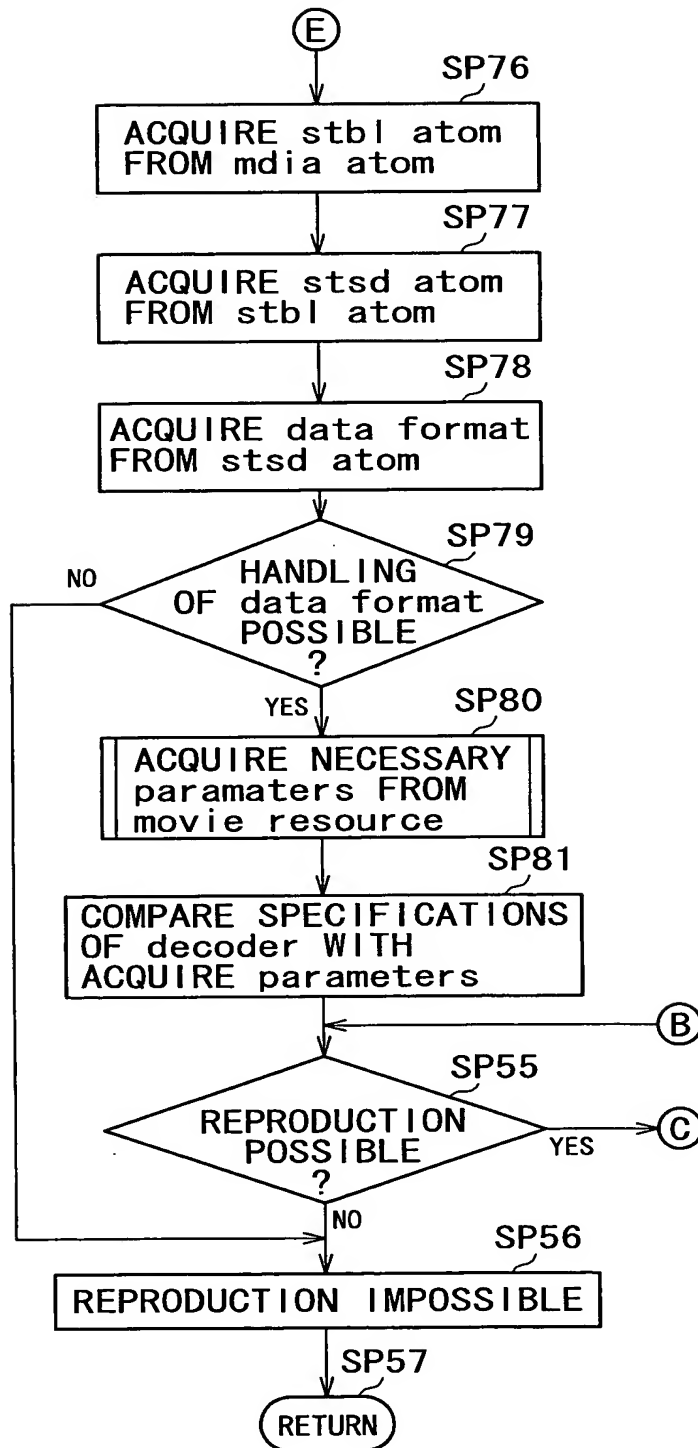 E
SP76
ACQUIRE stbl atom
FROM mdia atom
SP77
ACQUIRE stsd atom
FROM stbl atom
SP78
ACQUIRE data format
FROM stsd atom
SP79
NO
HANDLING
OF data format
POSSIBLE
?
YES
SP80
ACQUIRE NECESSARY
paramaters FROM
movie resource
SP81
COMPARE SPECIFICATIONS
OF decoder WITH
ACQUIRE parameters
B
SP55
REPRODUCTION
POSSIBLE
?
YES
C
NO
SP56
REPRODUCTION IMPOSSIBLE
SP57
RETURN